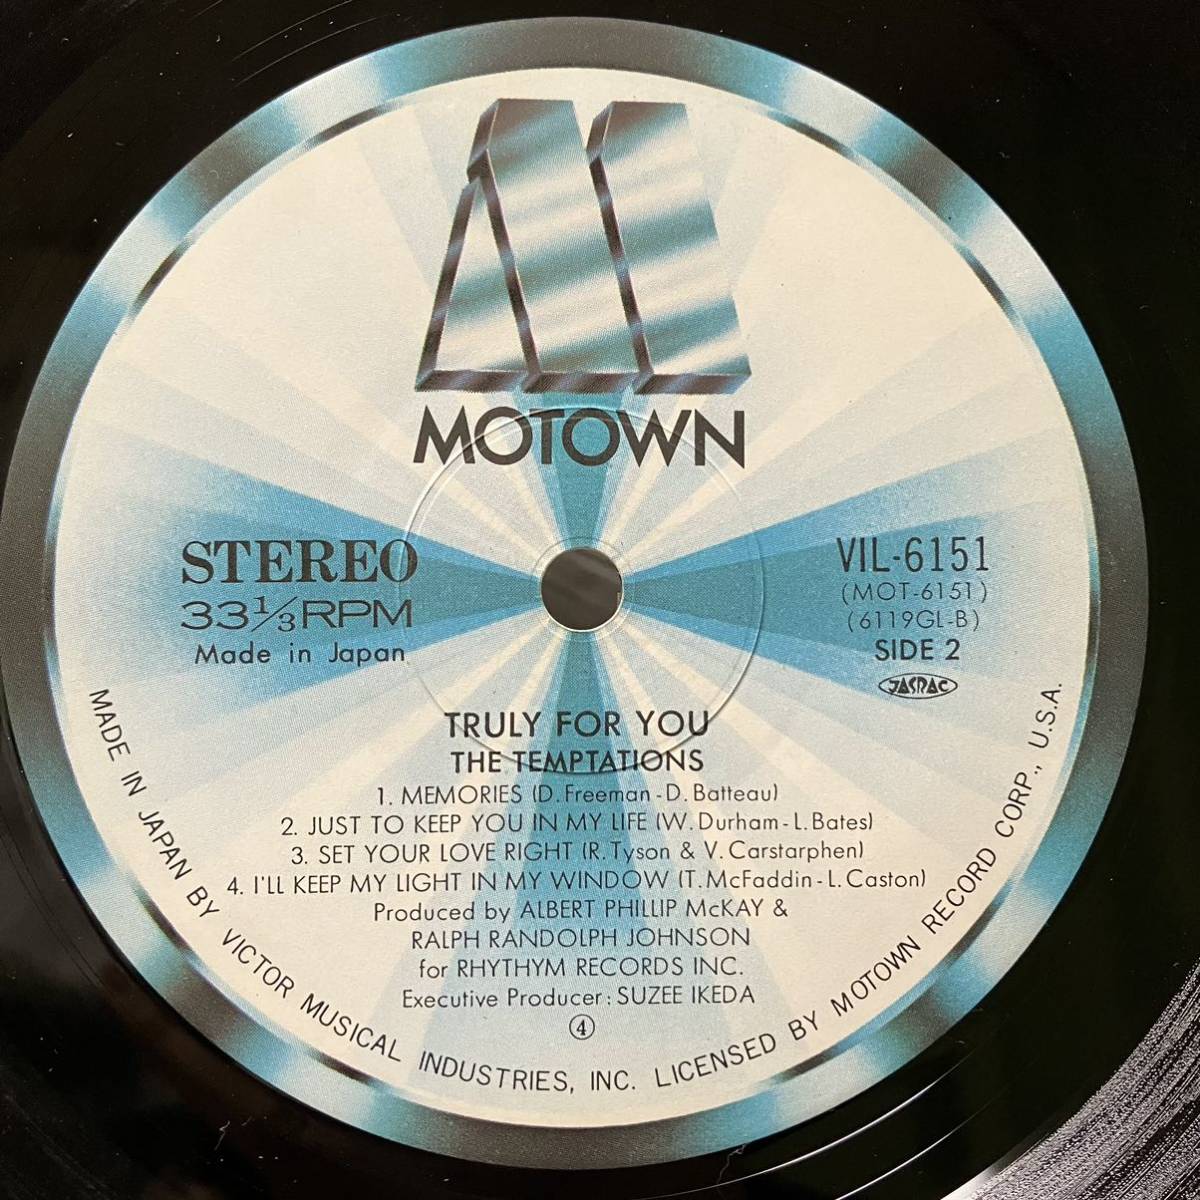 MOTOWN
STEREO
33 1/3 RPM
Made in Japan
VIL-6151
(MOT-6151)
(6119GL-B)
SIDE 2
JASRAC
TRULY FOR YOU
THE TEMPTATIONS
1. MEMORIES (D. Freeman - D. Batteau)
2. JUST TO KEEP YOU IN MY LIFE (W. Durham - L. Bates)
3. SET YOUR LOVE RIGHT (R. Tyson & V. Carstarphen)
4. I'LL KEEP MY LIGHT IN MY WINDOW (T. McFaddin - L. Caston)
Produced by ALBERT PHILLIP McKAY &
RALPH RANDOLPH JOHNSON
for RHYTHYM RECORDS INC.
Executive Producer: SUZEE IKEDA
④
MADE IN JAPAN BY VICTOR MUSICAL INDUSTRIES, INC. LICENSED BY MOTOWN RECORD CORP., U.S.A.